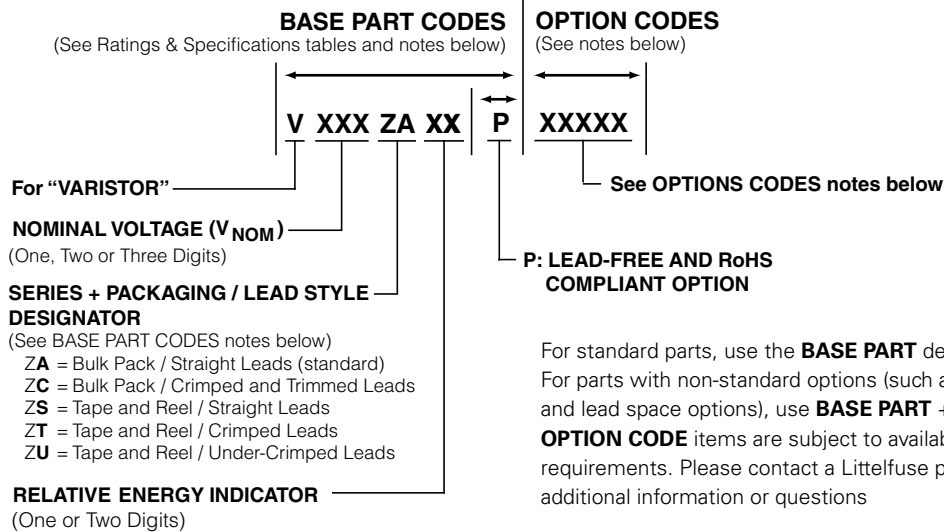 BASE PART CODES
(See Ratings & Specifications tables and notes below)
OPTION CODES
(See notes below)
V XXX ZA XX P XXXXX
For “VARISTOR”
See OPTIONS CODES notes below
NOMINAL VOLTAGE (VNOM)
(One, Two or Three Digits)
P: LEAD-FREE AND RoHS
COMPLIANT OPTION
SERIES + PACKAGING / LEAD STYLE
DESIGNATOR
(See BASE PART CODES notes below)
ZA = Bulk Pack / Straight Leads (standard)
ZC = Bulk Pack / Crimped and Trimmed Leads
ZS = Tape and Reel / Straight Leads
ZT = Tape and Reel / Crimped Leads
ZU = Tape and Reel / Under-Crimped Leads
RELATIVE ENERGY INDICATOR
(One or Two Digits)
For standard parts, use the BASE PART
For parts with non-standard options (such
and lead space options), use BASE PART +
OPTION CODE items are subject to
requirements. Please contact a Littelfuse
additional information or questions